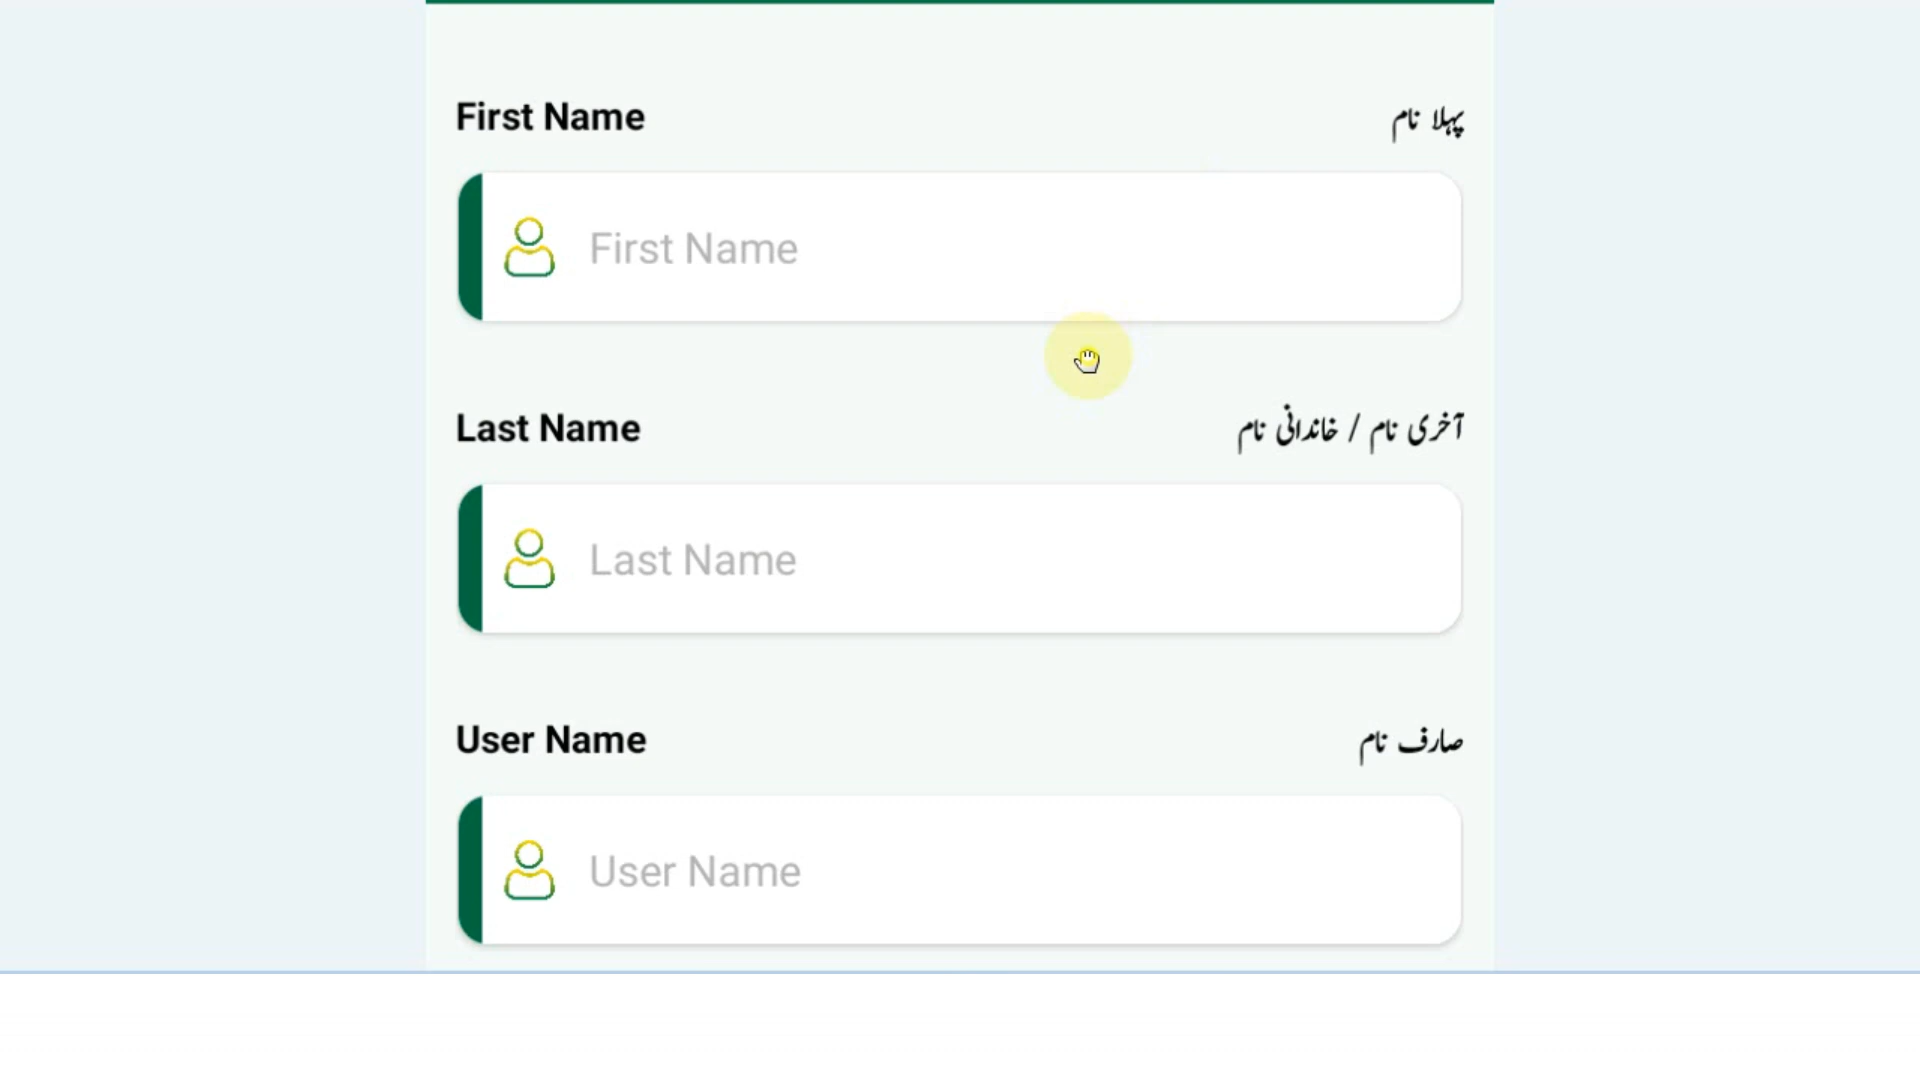 First Name پہلا نام
First Name
Last Name آخری نام / خاندانی نام
Last Name
User Name صارف نام
User Name